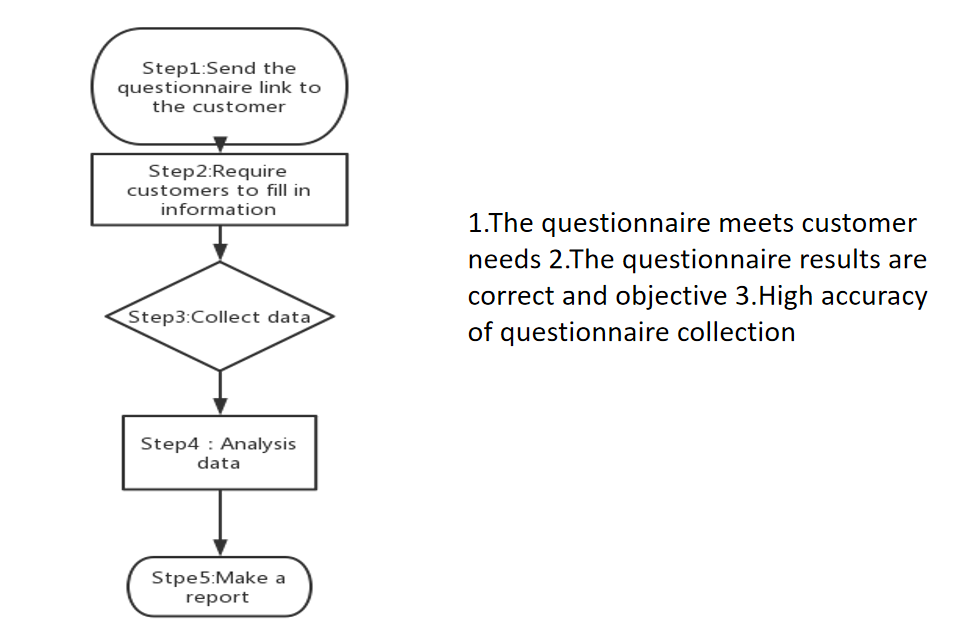 Step1:Send the
questionnaire link to
the customer
Step2:Require
customers to fill in
information
Step3:Collect data
Step4：Analysis
data
Stpe5:Make a
report
1.The questionnaire meets customer
needs 2.The questionnaire results are
correct and objective 3.High accuracy
of questionnaire collection